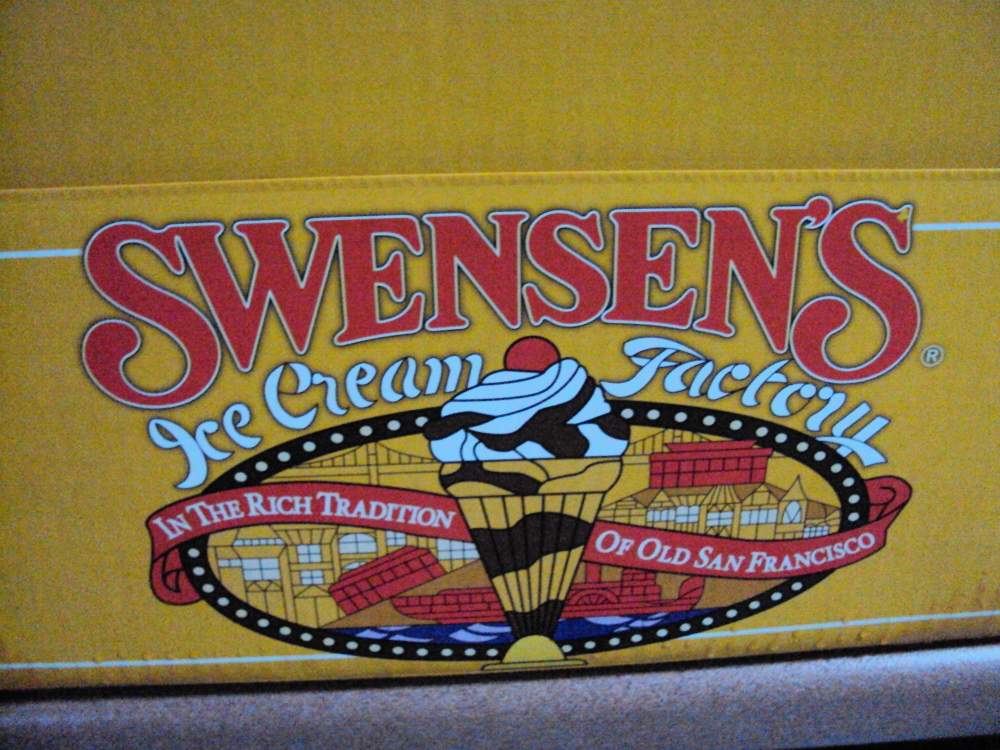 SWENSEN'S
®
Ice Cream Factory
IN THE RICH TRADITION
OF OLD SAN FRANCISCO